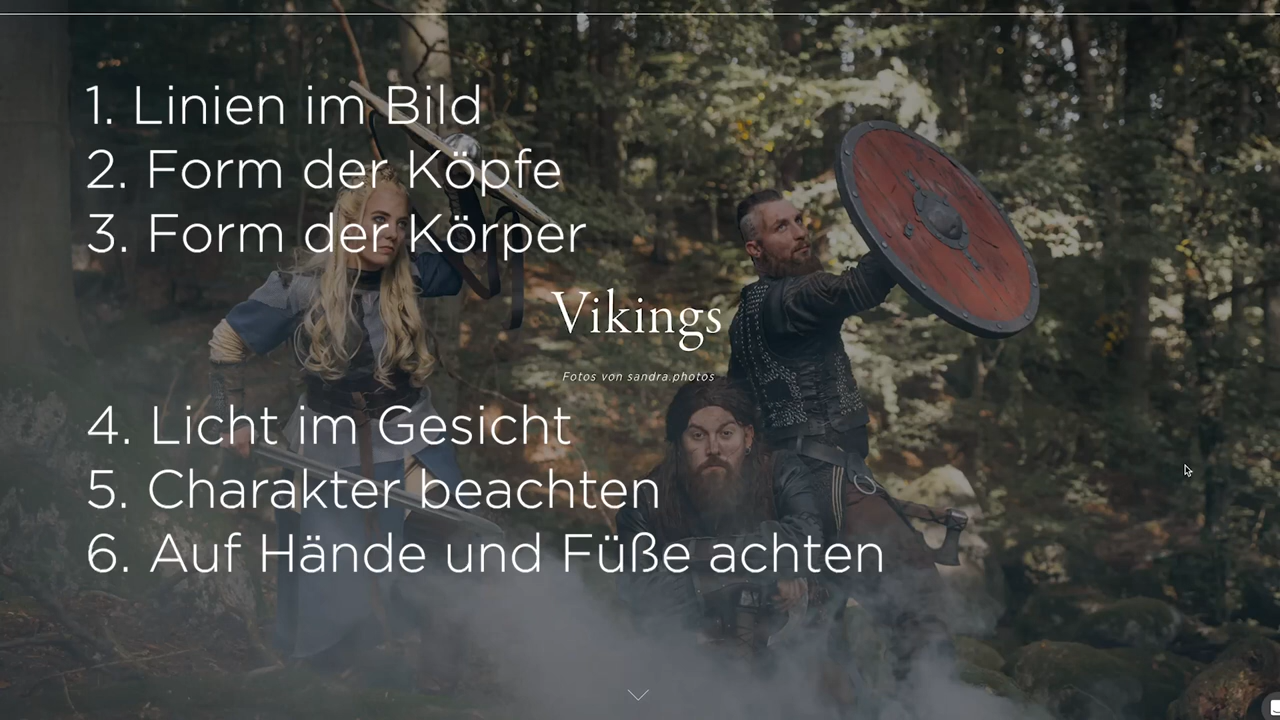 1. Linien im Bild
2. Form der Köpfe
3. Form der Körper
Vikings
Fotos von sandra.photos
4. Licht im Gesicht
5. Charakter beachten
6. Auf Hände und Füße achten